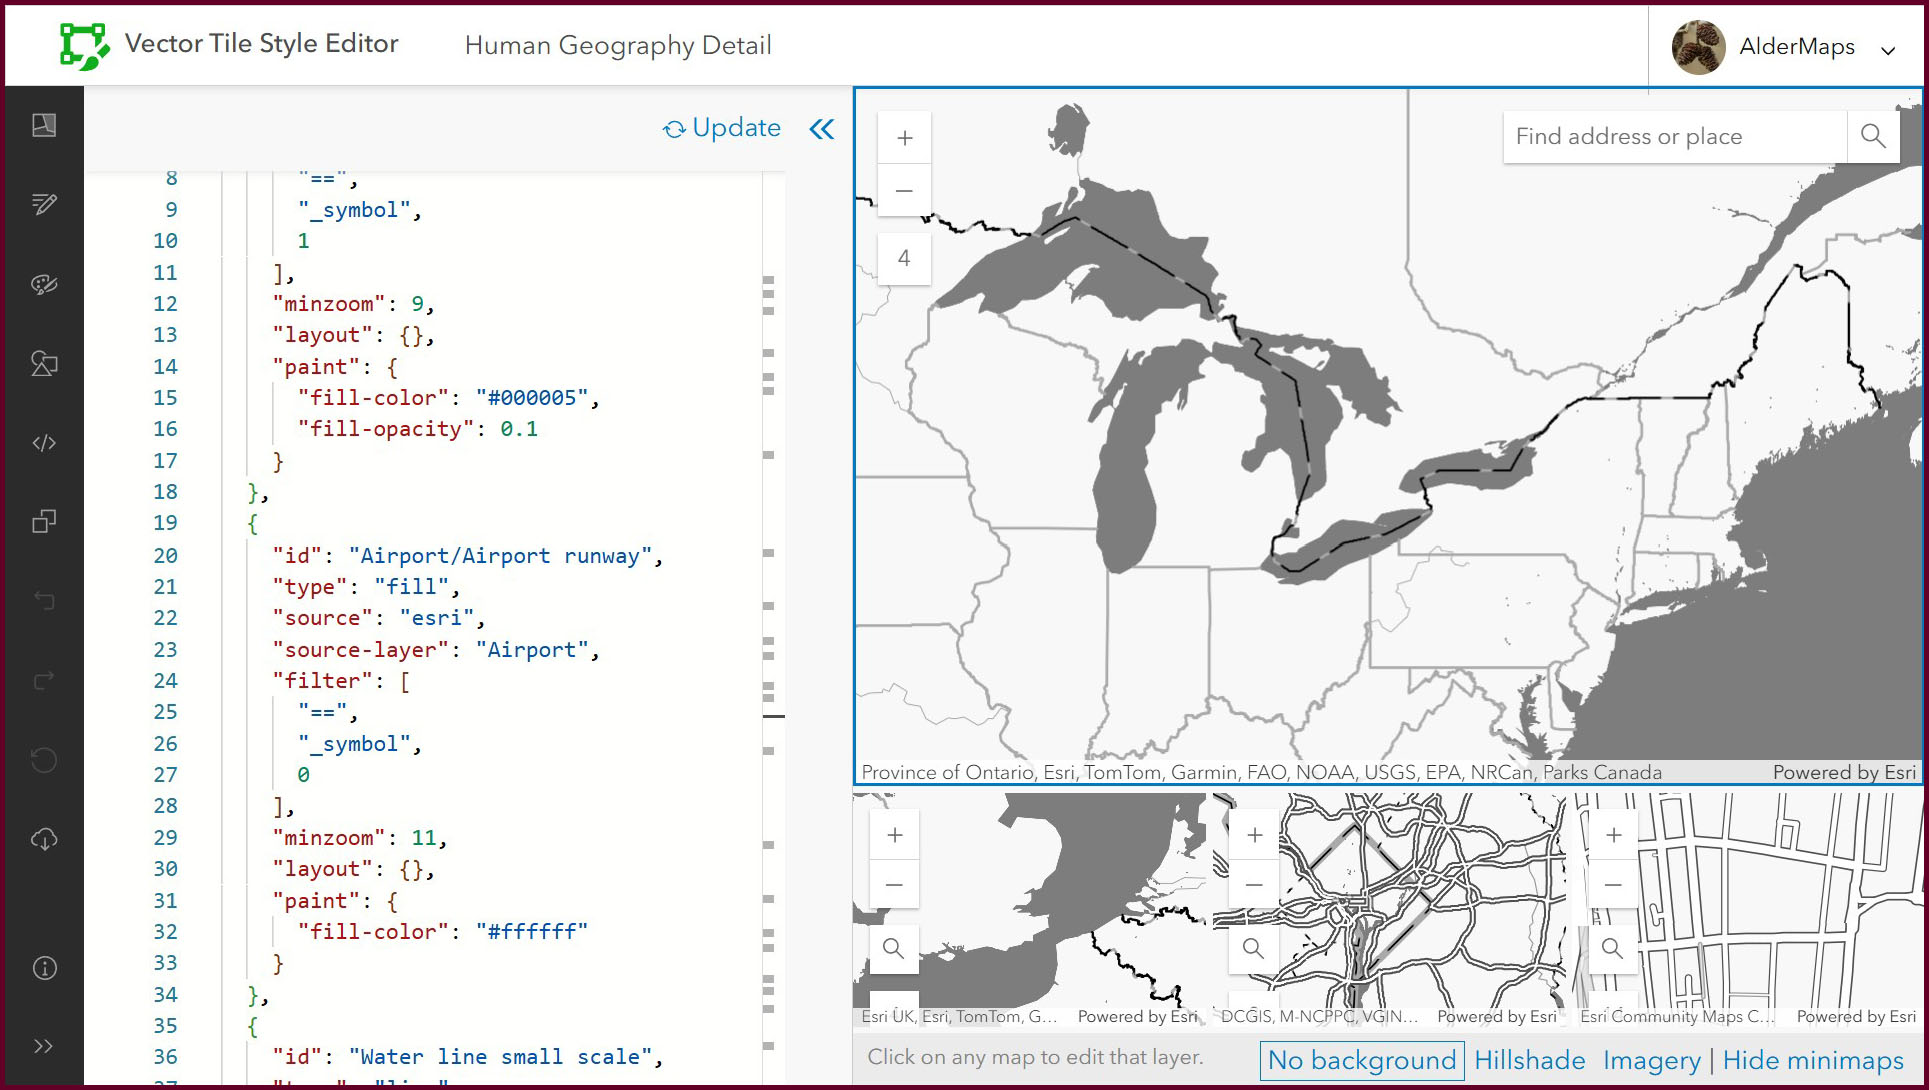 Vector Tile Style Editor
Human Geography Detail
AlderMaps
Update
8 "==",
9 "_symbol",
10 1
11 ],
12 "minzoom": 9,
13 "layout": {},
14 "paint": {
15 "fill-color": "#000005",
16 "fill-opacity": 0.1
17 }
18 },
19 {
20 "id": "Airport/Airport runway",
21 "type": "fill",
22 "source": "esri",
23 "source-layer": "Airport",
24 "filter": [
25 "==",
26 "_symbol",
27 0
28 ],
29 "minzoom": 11,
30 "layout": {},
31 "paint": {
32 "fill-color": "#ffffff"
33 }
34 },
35 {
36 "id": "Water line small scale",
+
−
4
Find address or place
Province of Ontario, Esri, TomTom, Garmin, FAO, NOAA, USGS, EPA, NRCan, Parks Canada
Powered by Esri
+
−
Esri UK, Esri, TomTom, G...
Powered by Esri
+
−
DCGIS, M-NCPPC, VGIN...
Powered by Esri
+
−
Esri Community Maps C...
Powered by Esri
Click on any map to edit that layer.
No background Hillshade Imagery | Hide minimaps